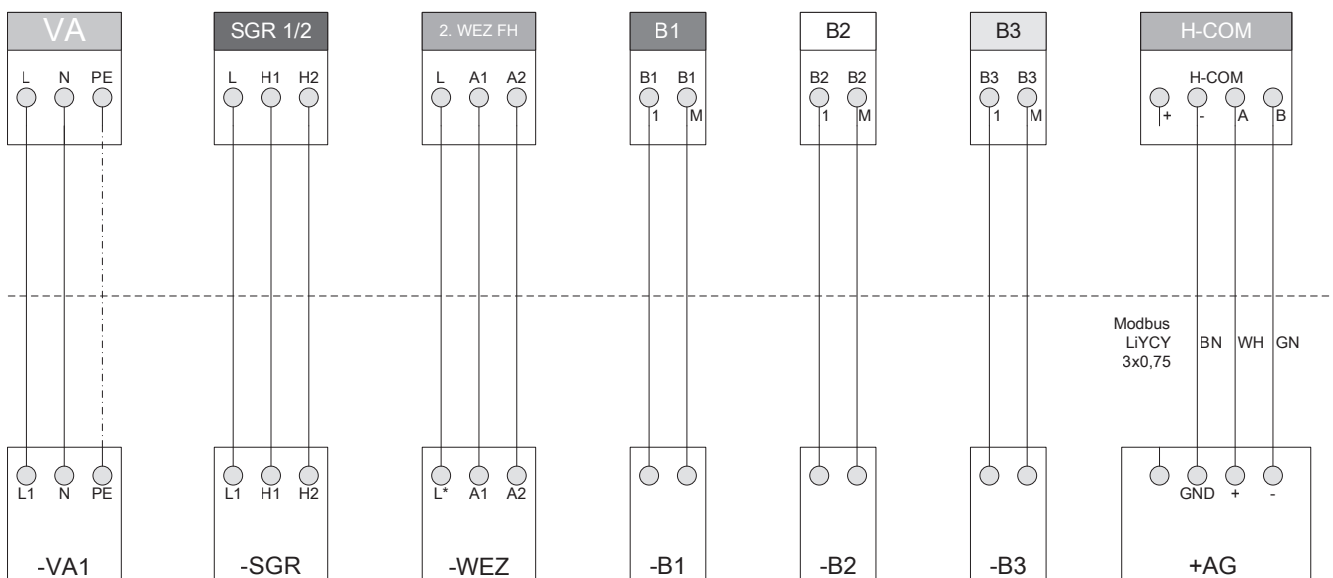 VA SGR 1/2 2. WEZ FH B1 B2 B3 H-COM
L N PE L H1 H2 L A1 A2 B1 B1 B2 B2 B3 B3 H-COM
1 M 1 M 1 M + - A B
Modbus
LiYCY BN WH GN
3x0,75
L1 N PE L1 H1 H2 L* A1 A2 GND + -
-VA1 -SGR -WEZ -B1 -B2 -B3 +AG